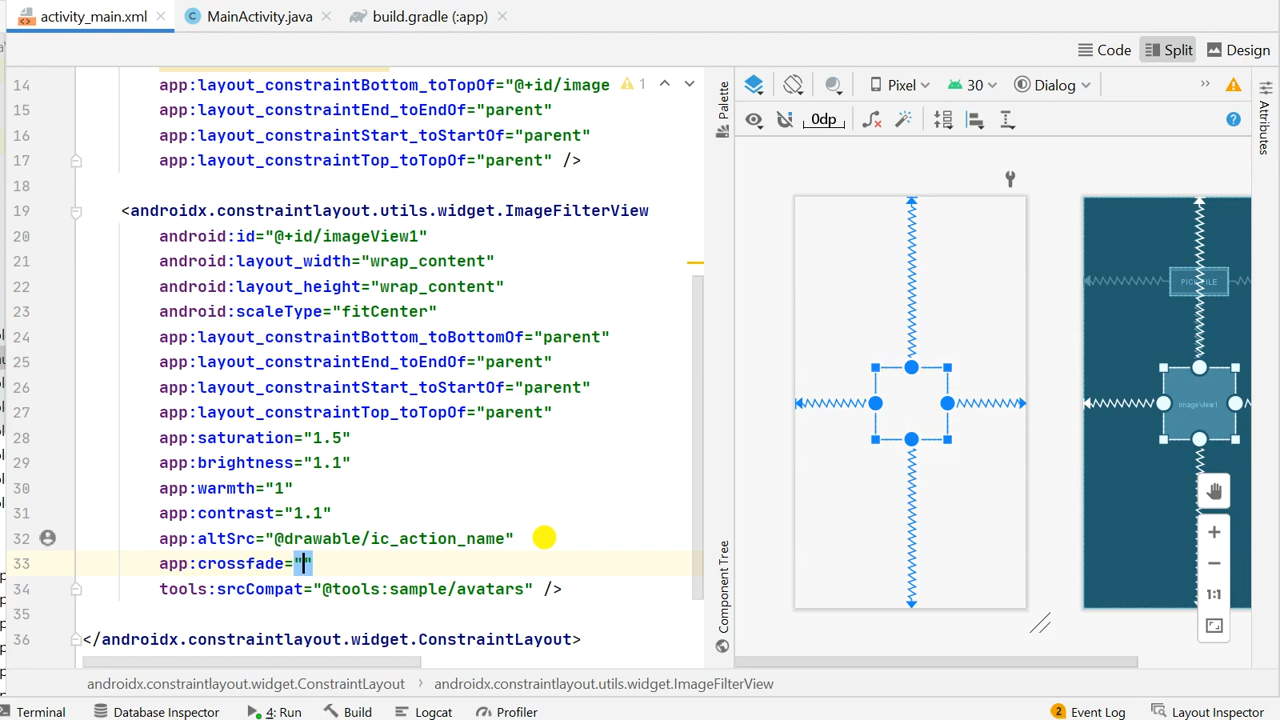 activity_main.xml MainActivity.java build.gradle (:app)
Code Split Design
14 app:layout_constraintBottom_toTopOf="@+id/image 1
15 app:layout_constraintEnd_toEndOf="parent"
16 app:layout_constraintStart_toStartOf="parent"
17 app:layout_constraintTop_toTopOf="parent" />
18
19 <androidx.constraintlayout.utils.widget.ImageFilterView
20 android:id="@+id/imageView1"
21 android:layout_width="wrap_content"
22 android:layout_height="wrap_content"
23 android:scaleType="fitCenter"
24 app:layout_constraintBottom_toBottomOf="parent"
25 app:layout_constraintEnd_toEndOf="parent"
26 app:layout_constraintStart_toStartOf="parent"
27 app:layout_constraintTop_toTopOf="parent"
28 app:saturation="1.5"
29 app:brightness="1.1"
30 app:warmth="1"
31 app:contrast="1.1"
32 app:altSrc="@drawable/ic_action_name"
33 app:crossfade=""
34 tools:srcCompat="@tools:sample/avatars" />
35
36 </androidx.constraintlayout.widget.ConstraintLayout>
Palette
Component Tree
Pixel 30 Dialog
0dp
Attributes
imageView1
1:1
androidx.constraintlayout.widget.ConstraintLayout androidx.constraintlayout.utils.widget.ImageFilterView
Terminal Database Inspector 4: Run Build Logcat Profiler 2 Event Log Layout Inspector